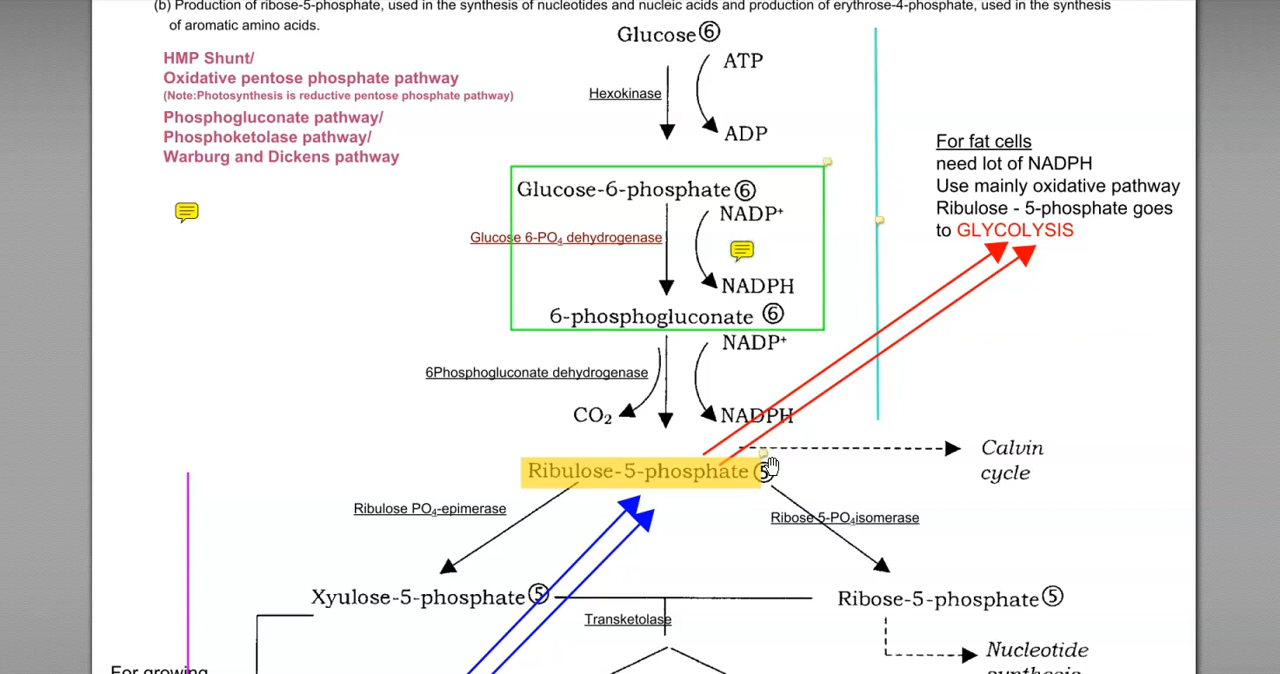 (b) Production of ribose-5-phosphate, used in the synthesis of nucleotides and nucleic acids and production of erythrose-4-phosphate, used in the synthesis
of aromatic amino acids.
Glucose ⑥
HMP Shunt/
Oxidative pentose phosphate pathway
(Note:Photosynthesis is reductive pentose phosphate pathway)
Phosphogluconate pathway/
Phosphoketolase pathway/
Warburg and Dickens pathway
ATP
Hexokinase
ADP
For fat cells
need lot of NADPH
Use mainly oxidative pathway
Ribulose - 5-phosphate goes
to GLYCOLYSIS
Glucose-6-phosphate ⑥
NADP⁺
Glucose 6-PO₄ dehydrogenase
NADPH
6-phosphogluconate ⑥
NADP⁺
6Phosphogluconate dehydrogenase
CO₂
NADPH
Calvin
cycle
Ribulose-5-phosphate ⑤
Ribulose PO₄-epimerase
Ribose 5-PO₄isomerase
Xyulose-5-phosphate ⑤
Ribose-5-phosphate ⑤
Transketolase
Nucleotide
synthesis
For growing